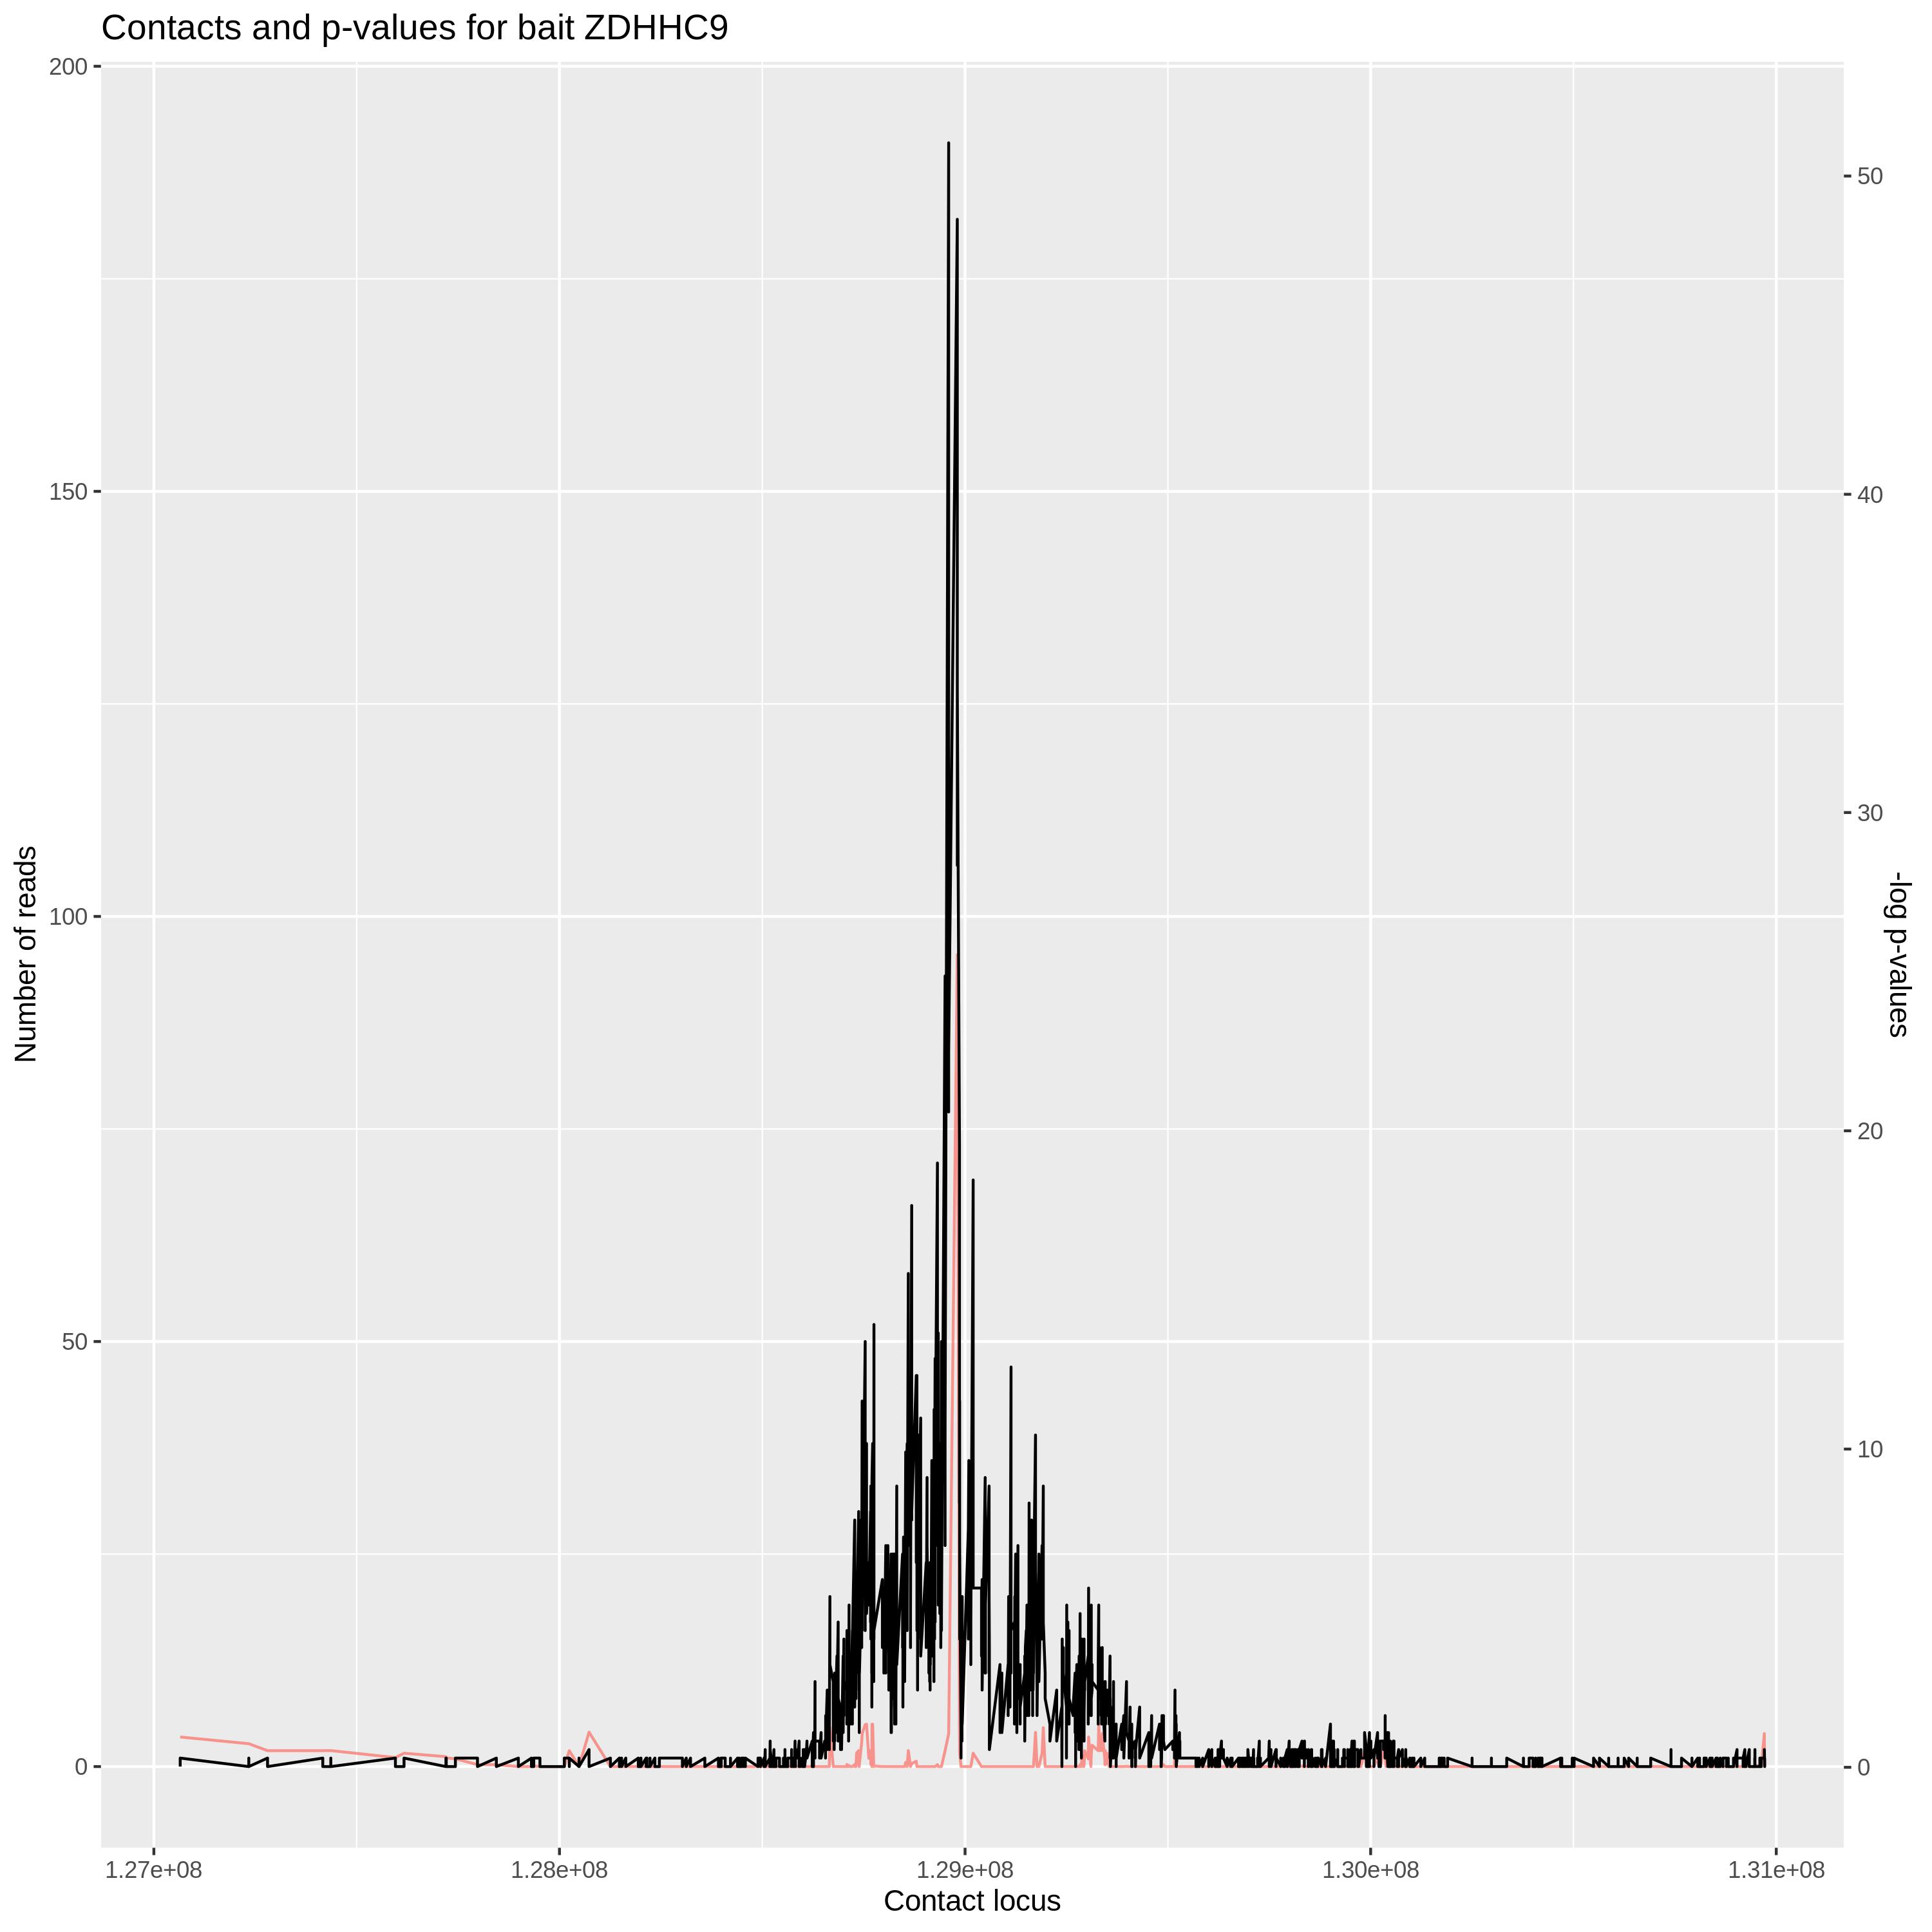 Contacts and p-values for bait ZDHHC9
200
150
100
50
0
Number of reads
50
40
30
20
10
0
-log p-values
1.27e+08
1.28e+08
1.29e+08
1.30e+08
1.31e+08
Contact locus